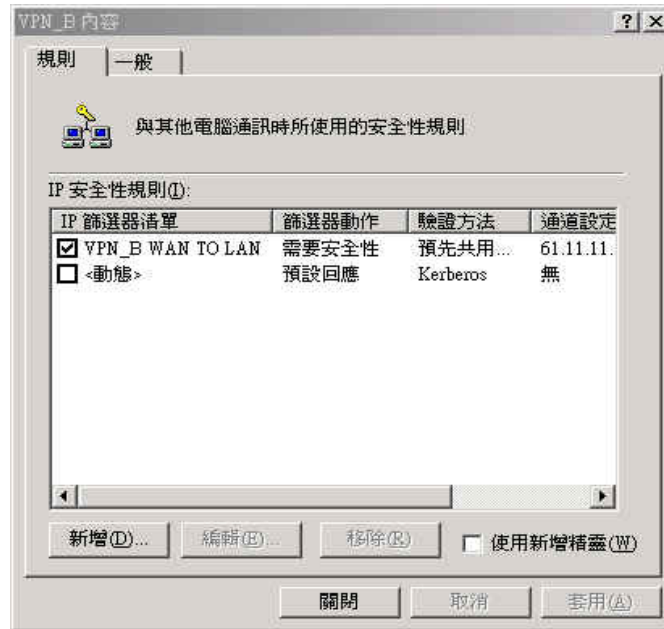 VPN_B 內容
規則 一般
與其他電腦通訊時所使用的安全性規則
IP 安全性規則(I):
IP 篩選器清單 篩選器動作 驗證方法 通道設定
VPN_B WAN TO LAN 需要安全性 預先共用... 61.11.11.
<動態> 預設回應 Kerberos 無
新增(D)... 編輯(E)... 移除(R) 使用新增精靈(W)
關閉 取消 套用(A)